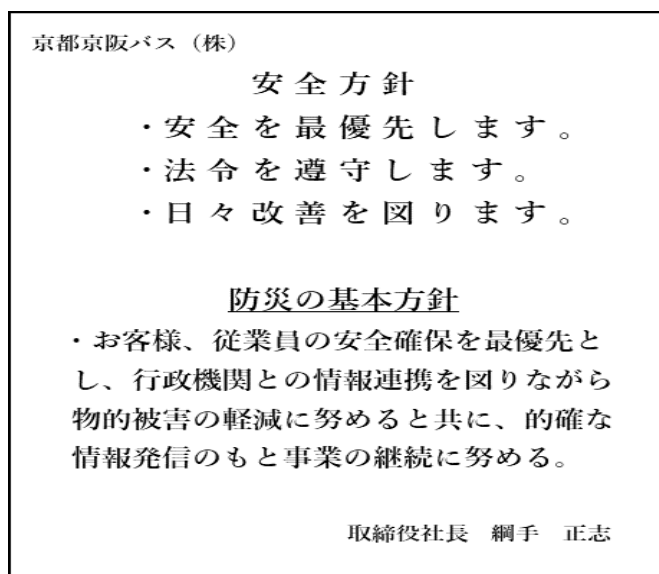 京都京阪バス（株）
安全方針
・安全を最優先します。
・法令を遵守します。
・日々改善を図ります。
防災の基本方針
・お客様、従業員の安全確保を最優先と
し、行政機関との情報連携を図りながら
物的被害の軽減に努めると共に、的確な
情報発信のもと事業の継続に努める。
取締役社長　綱手　正志